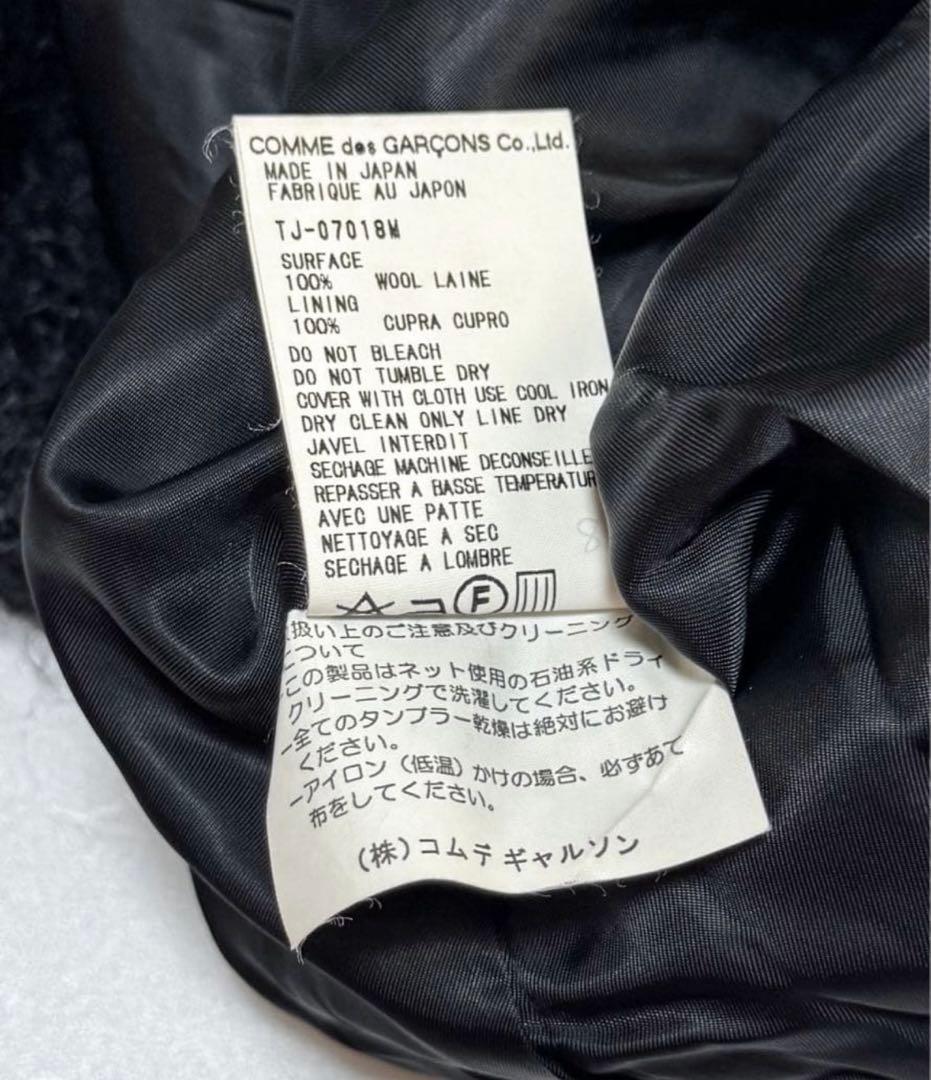 COMME des GARÇONS Co.,Ltd.
MADE IN JAPAN
FABRIQUE AU JAPON
TJ-07018M
SURFACE
100% WOOL LAINE
LINING
100% CUPRA CUPRO
DO NOT BLEACH
DO NOT TUMBLE DRY
COVER WITH CLOTH USE COOL IRON
DRY CLEAN ONLY LINE DRY
JAVEL INTERDIT
SECHAGE MACHINE DECONSEILLE
REPASSER A BASSE TEMPERATUR
AVEC UNE PATTE
NETTOYAGE A SEC
SECHAGE A LOMBRE
F
扱い上のご注意及びクリーニング
について
この製品はネット使用の石油系ドライ
クリーニングで洗濯してください。
-全てのタンブラー乾燥は絶対にお避け
ください。
-アイロン（低温）かけの場合、必ずあて
布をしてください。
(株)コムデ ギャルソン